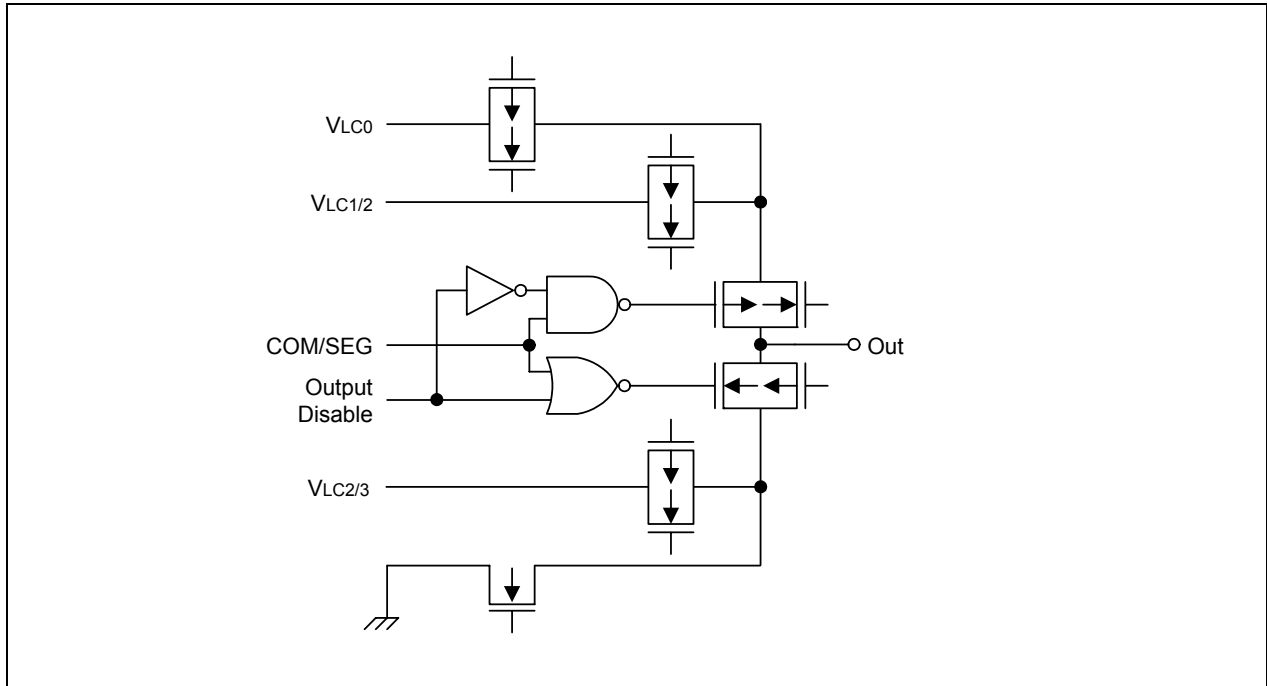 VLC0
VLC1/2
COM/SEG
Out
Output
Disable
VLC2/3